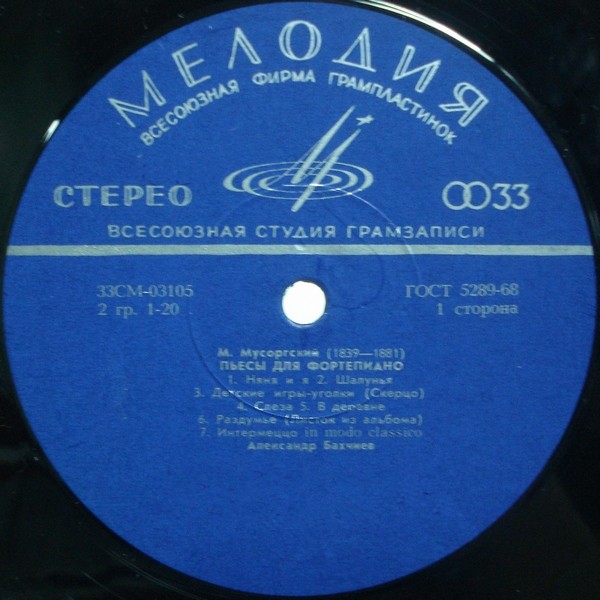 МЕЛОДИЯ
ВСЕСОЮЗНАЯ ФИРМА ГРАМПЛАСТИНОК
СТЕРЕО 33
ВСЕСОЮЗНАЯ СТУДИЯ ГРАМЗАПИСИ
33СМ-03105 ГОСТ 5289-68
2 гр. 1-20 1 сторона
М. Мусоргский (1839—1881)
ПЬЕСЫ ДЛЯ ФОРТЕПИАНО
1. Няня и я 2. Шалунья
3. Детские игры-уголки (Скерцо)
4. Слеза 5. В деревне
6. Раздумье (Листок из альбома)
7. Интермеццо in modo classico
Александр Бахчиев